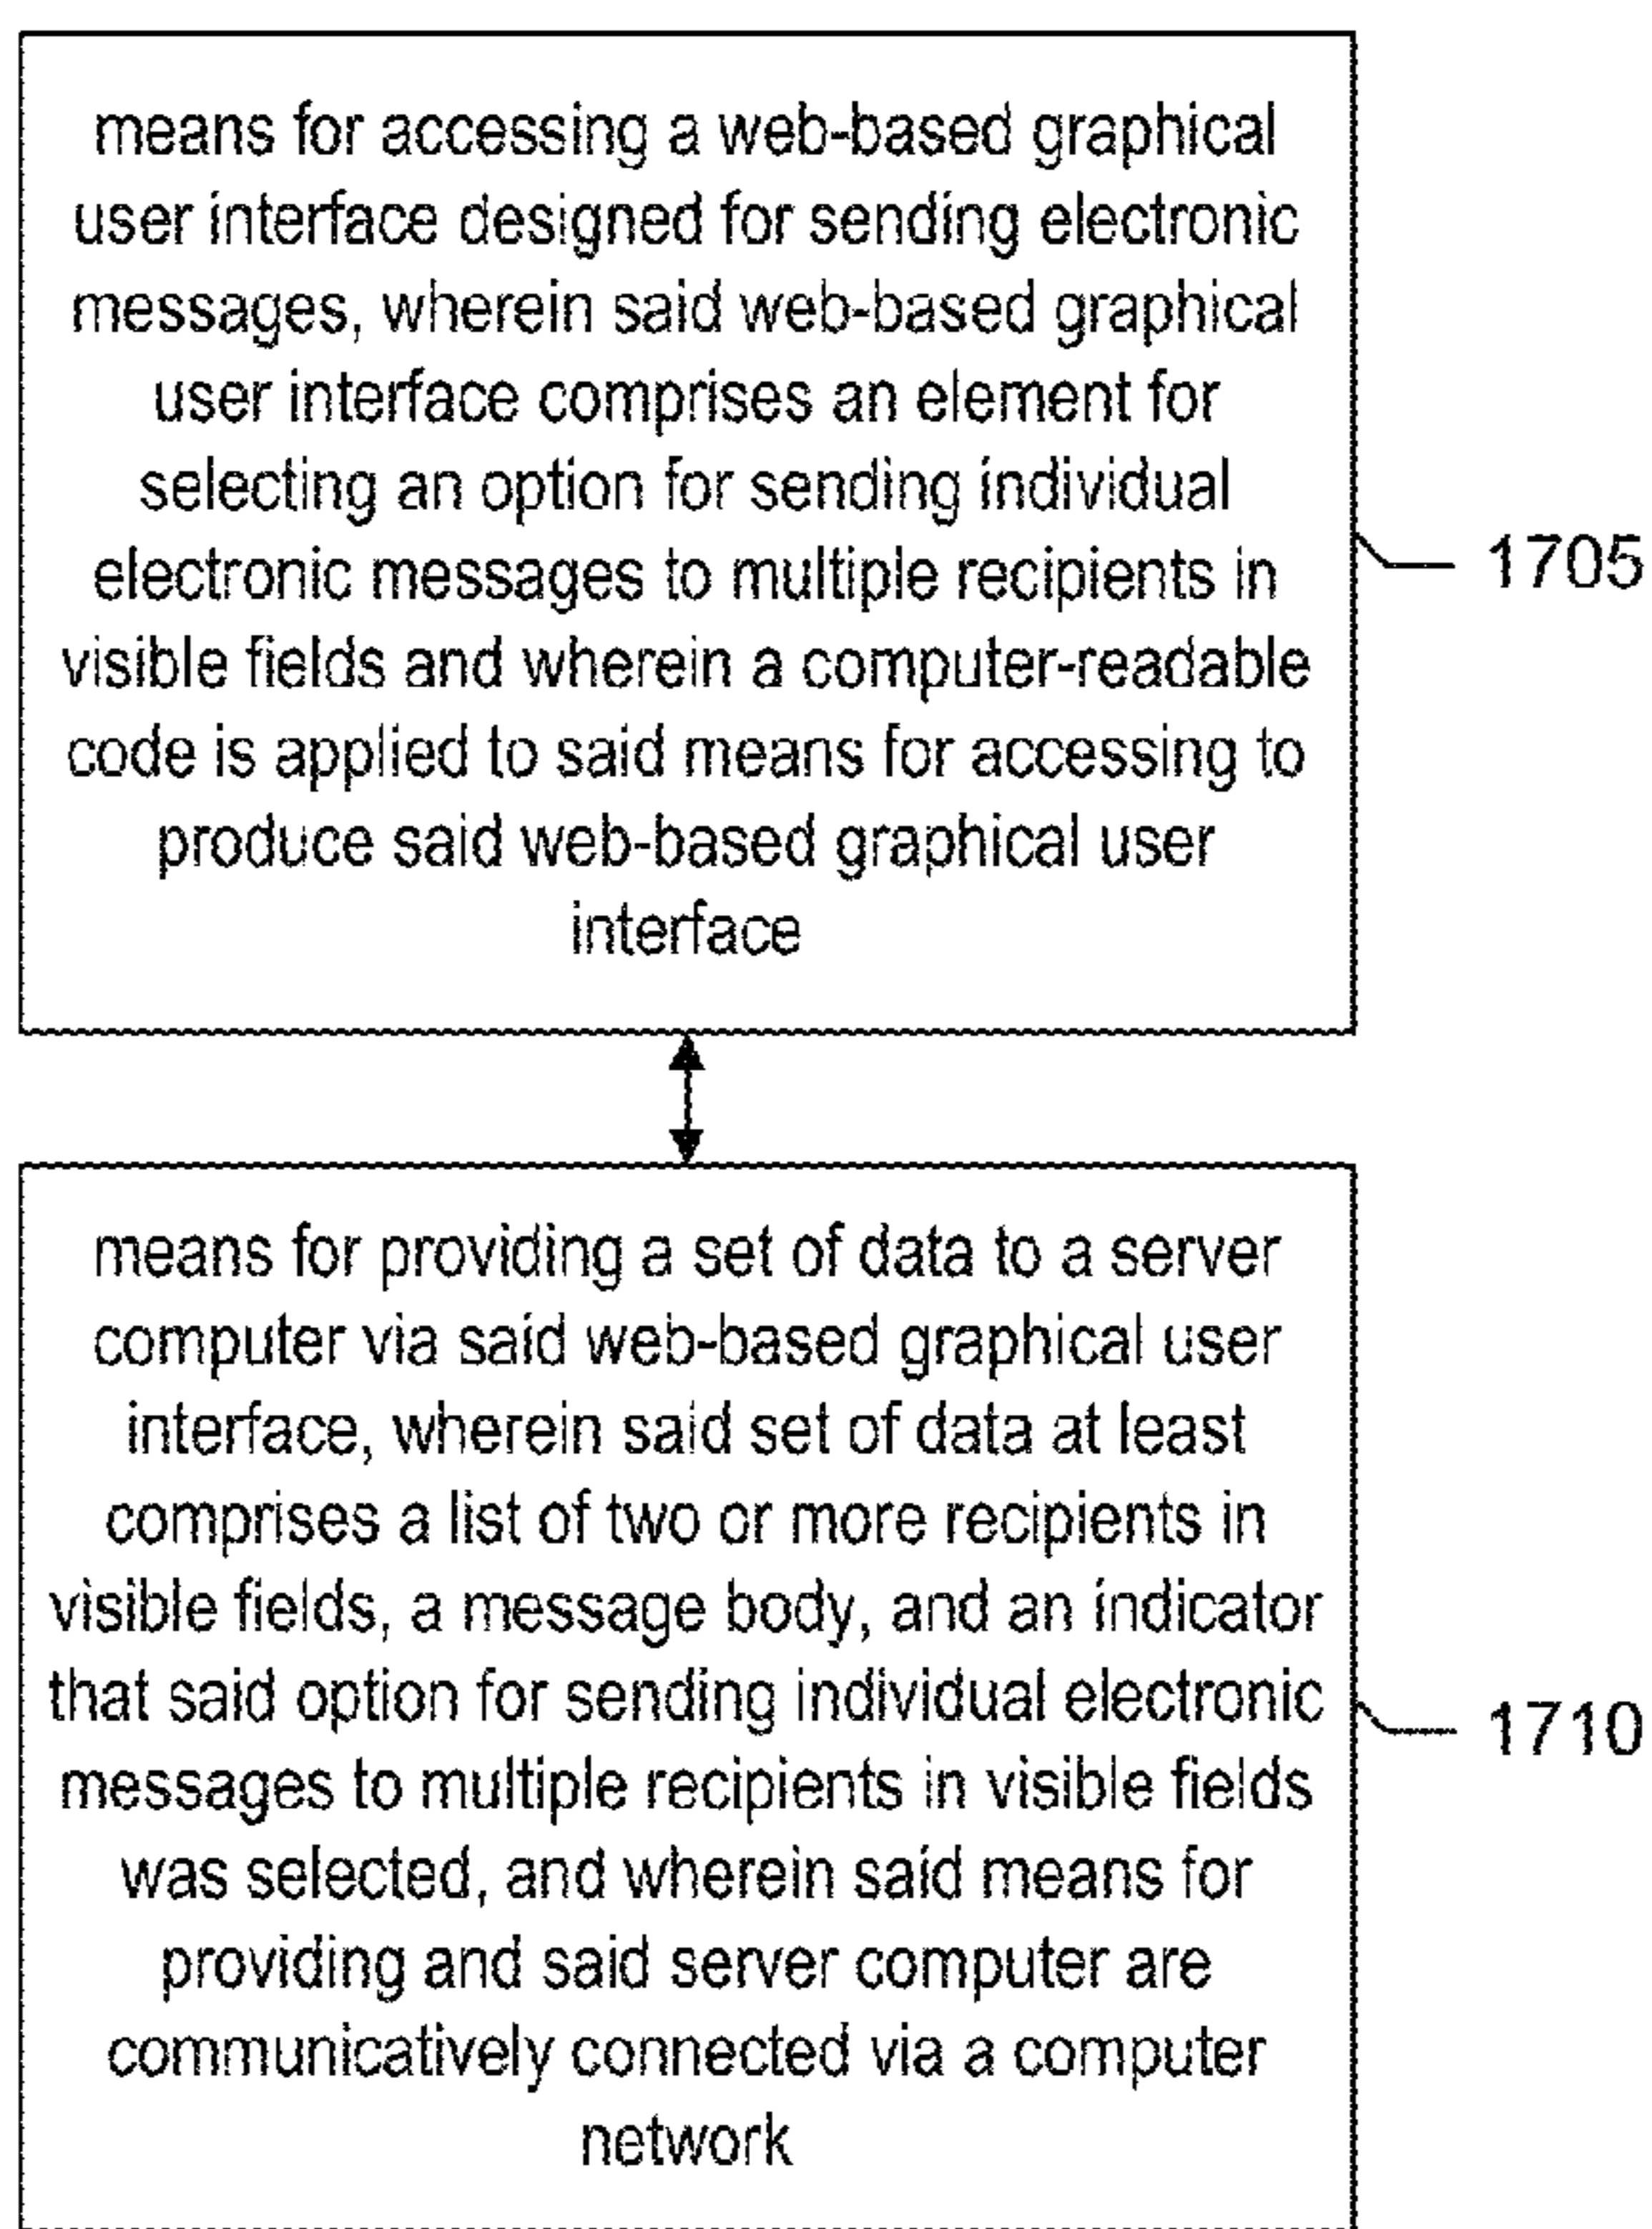 means for accessing a web-based graphical
user interface designed for sending electronic
messages, wherein said web-based graphical
user interface comprises an element for
selecting an option for sending individual
electronic messages to multiple recipients in
visible fields and wherein a computer-readable
code is applied to said means for accessing to
produce said web-based graphical user
interface
1705
means for providing a set of data to a server
computer via said web-based graphical user
interface, wherein said set of data at least
comprises a list of two or more recipients in
visible fields, a message body, and an indicator
that said option for sending individual electronic
messages to multiple recipients in visible fields
was selected, and wherein said means for
providing and said server computer are
communicatively connected via a computer
network
1710